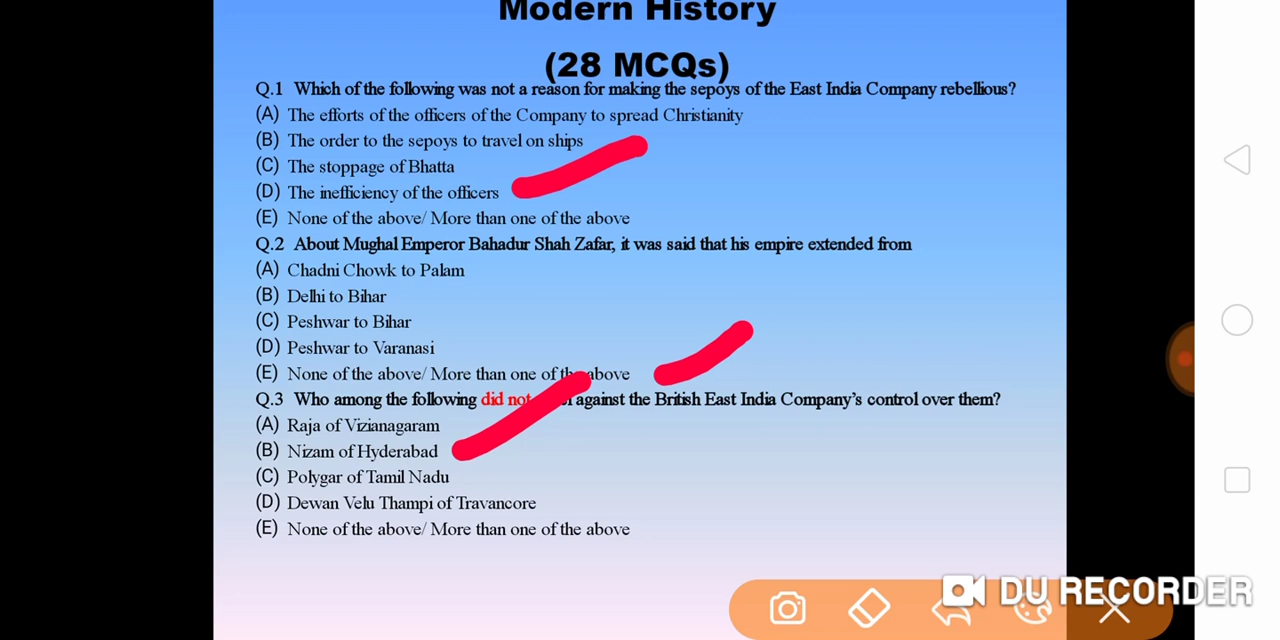 Modern History
(28 MCQs)
Q.1 Which of the following was not a reason for making the sepoys of the East India Company rebellious?
(A) The efforts of the officers of the Company to spread Christianity
(B) The order to the sepoys to travel on ships
(C) The stoppage of Bhatta
(D) The inefficiency of the officers
(E) None of the above/ More than one of the above
Q.2 About Mughal Emperor Bahadur Shah Zafar, it was said that his empire extended from
(A) Chadni Chowk to Palam
(B) Delhi to Bihar
(C) Peshwar to Bihar
(D) Peshwar to Varanasi
(E) None of the above/ More than one of the above
Q.3 Who among the following did not against the British East India Company's control over them?
(A) Raja of Vizianagaram
(B) Nizam of Hyderabad
(C) Polygar of Tamil Nadu
(D) Dewan Velu Thampi of Travancore
(E) None of the above/ More than one of the above
DU RECORDER